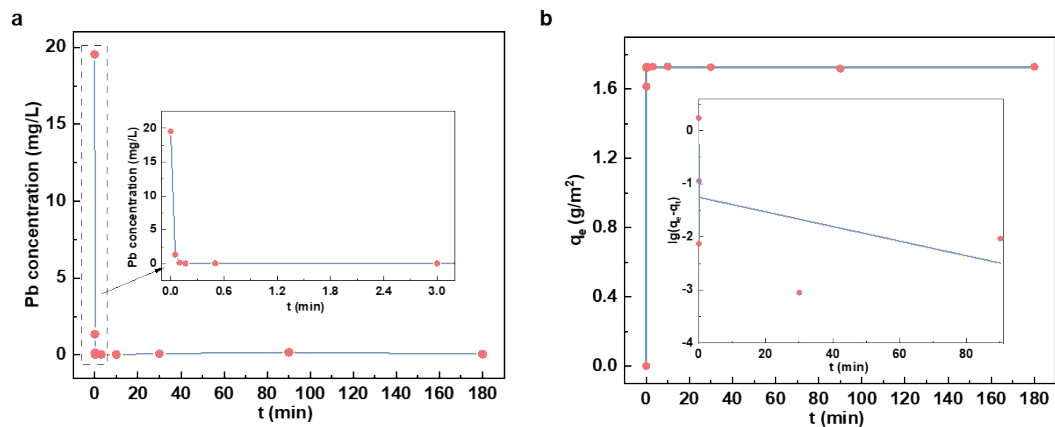 a
Pb concentration (mg/L)
20
15
10
5
0
0 20 40 60 80 100 120 140 160 180
t (min)
Pb concentration (mg/L)
20
15
10
5
0
0.0 0.6 1.2 1.8 2.4 3.0
t (min)
b
qe (g/m²)
1.6
1.2
0.8
0.4
0.0
0 20 40 60 80 100 120 140 160 180
t (min)
lg(qe-qt)
0
-1
-2
-3
-4
0 20 40 60 80
t (min)